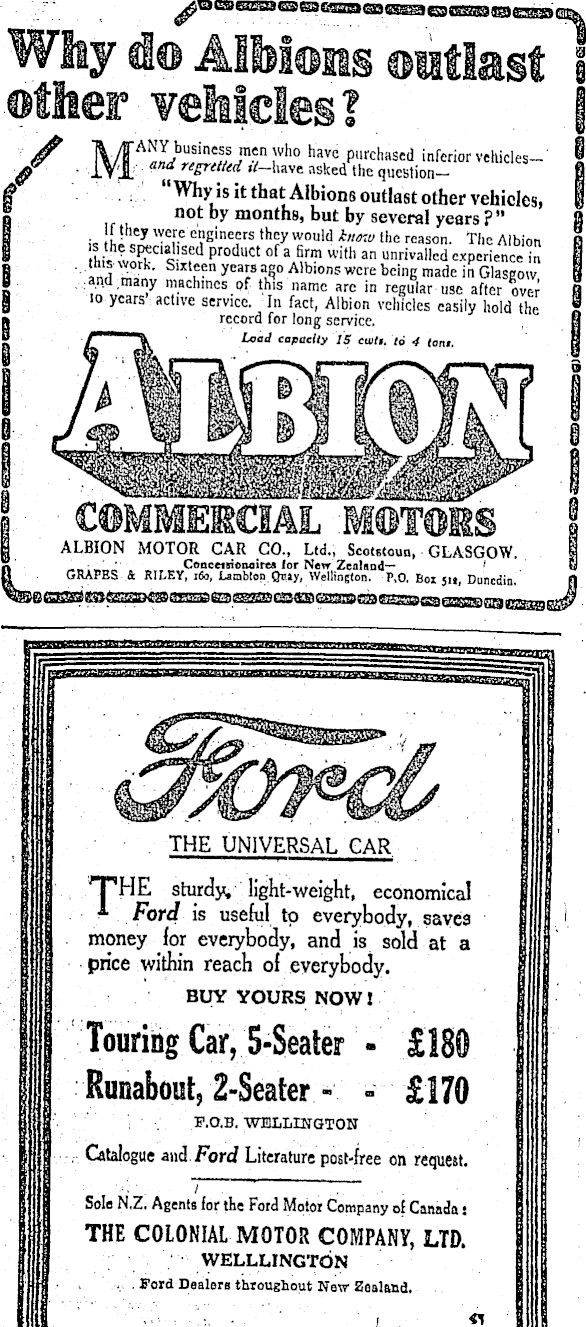 Why do Albions outlast
other vehicles?
MANY business men who have purchased inferior vehicles—
and regretted it—have asked the question—
"Why is it that Albions outlast other vehicles,
not by months, but by several years?"
If they were engineers they would know the reason. The Albion
is the specialised product of a firm with an unrivalled experience in
this work. Sixteen years ago Albions were being made in Glasgow,
and many machines of this name are in regular use after over
10 years' active service. In fact, Albion vehicles easily hold the
record for long service.
Load capacity 15 cwts. to 4 tons.
ALBION
COMMERCIAL MOTORS
ALBION MOTOR CAR CO., Ltd., Scotstoun, GLASGOW.
Concessionaires for New Zealand—
GRAPES & RILEY, 160, Lambton Quay, Wellington. P.O. Box 512, Dunedin.
Ford
THE UNIVERSAL CAR
THE sturdy, light-weight, economical
Ford is useful to everybody, saves
money for everybody, and is sold at a
price within reach of everybody.
BUY YOURS NOW!
Touring Car, 5-Seater - £180
Runabout, 2-Seater - - £170
F.O.B. WELLINGTON
Catalogue and Ford Literature post-free on request.
Sole N.Z. Agents for the Ford Motor Company of Canada:
THE COLONIAL MOTOR COMPANY, LTD.
WELLLINGTON
Ford Dealers throughout New Zealand.